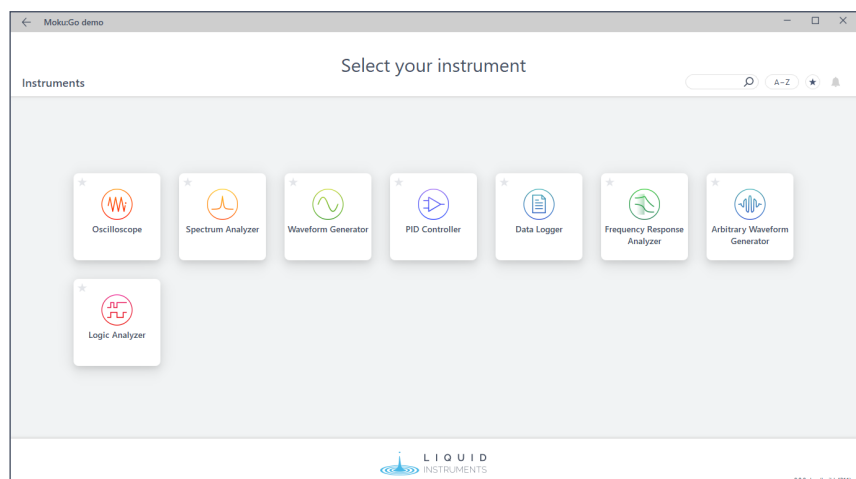 Moku:Go demo
Select your instrument
Instruments
A-Z
Oscilloscope
Spectrum Analyzer
Waveform Generator
PID Controller
Data Logger
Frequency Response
Analyzer
Arbitrary Waveform
Generator
Logic Analyzer
LIQUID
INSTRUMENTS